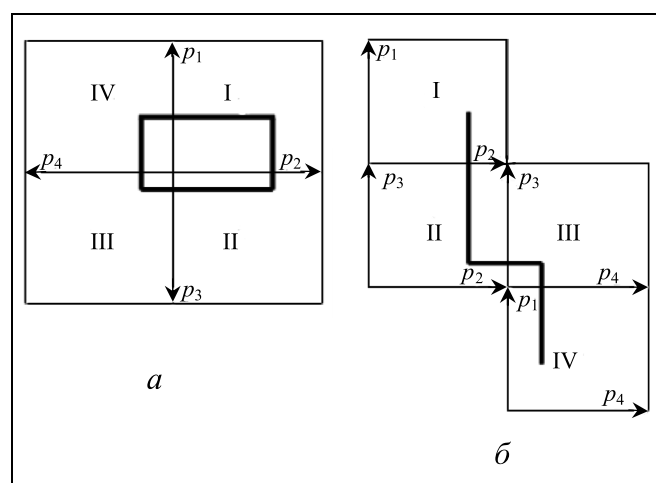 p1
IV I
p4 p2
III II
p3
а
p1
I
p2
p3 p3
II III
p2 p4
p1
IV
p4
б